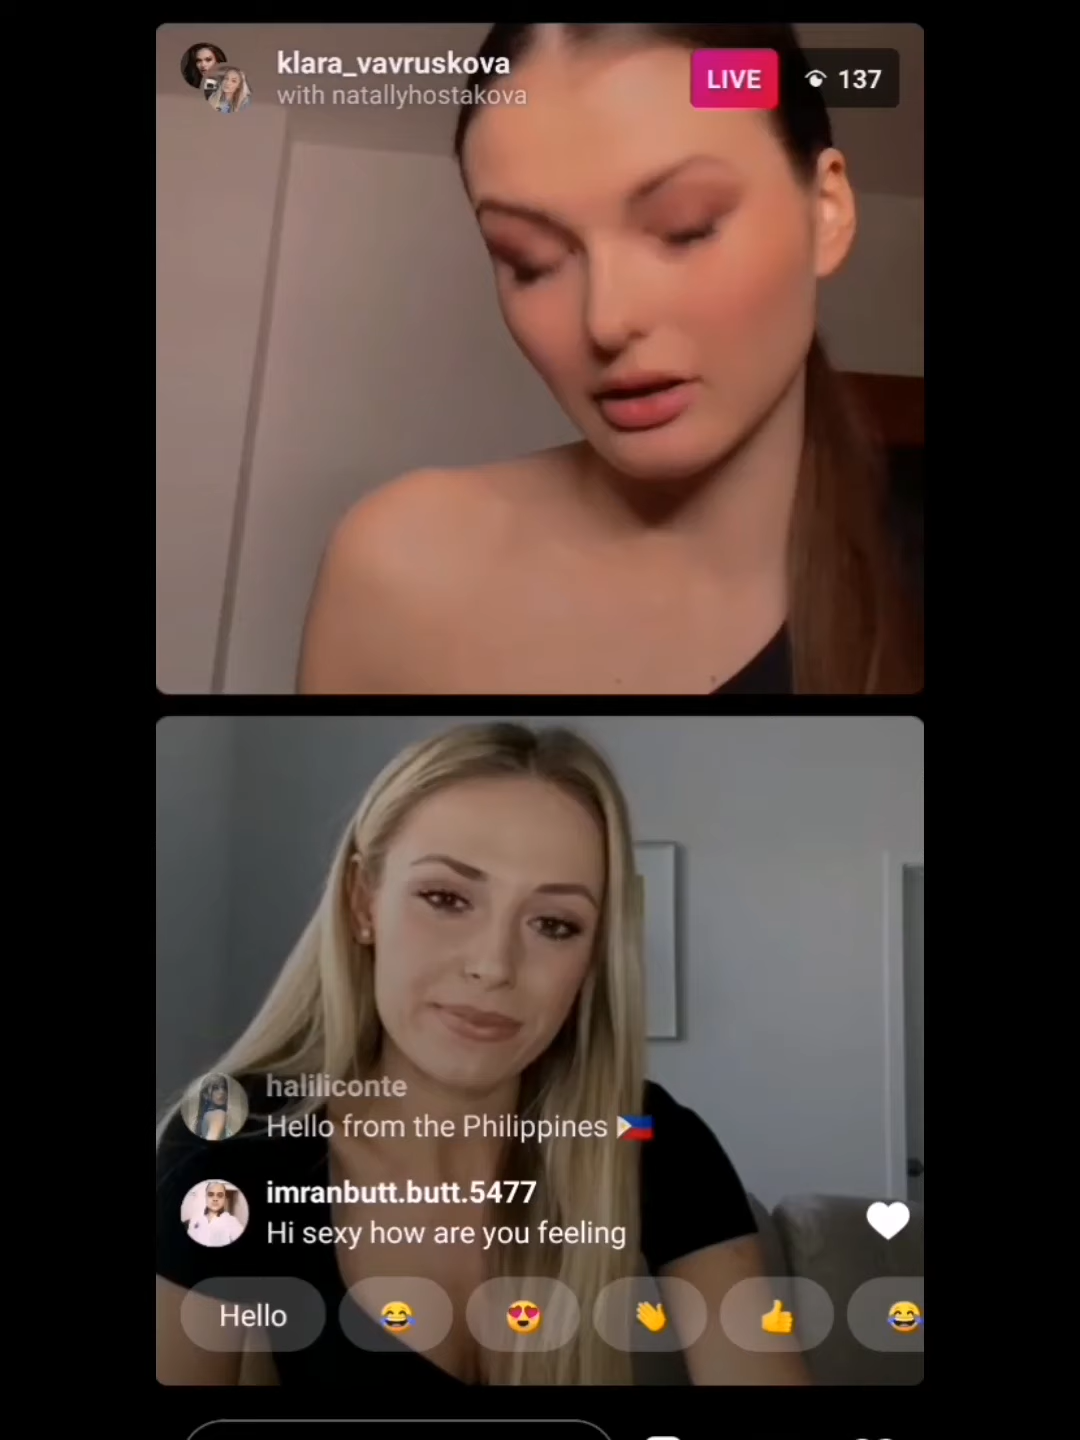 klara_vavruskova
with natallyhostakova
LIVE
137
haliliconte
Hello from the Philippines 🇵🇭
imranbutt.butt.5477
Hi sexy how are you feeling
Hello 😂 😍 👋 👍 😂